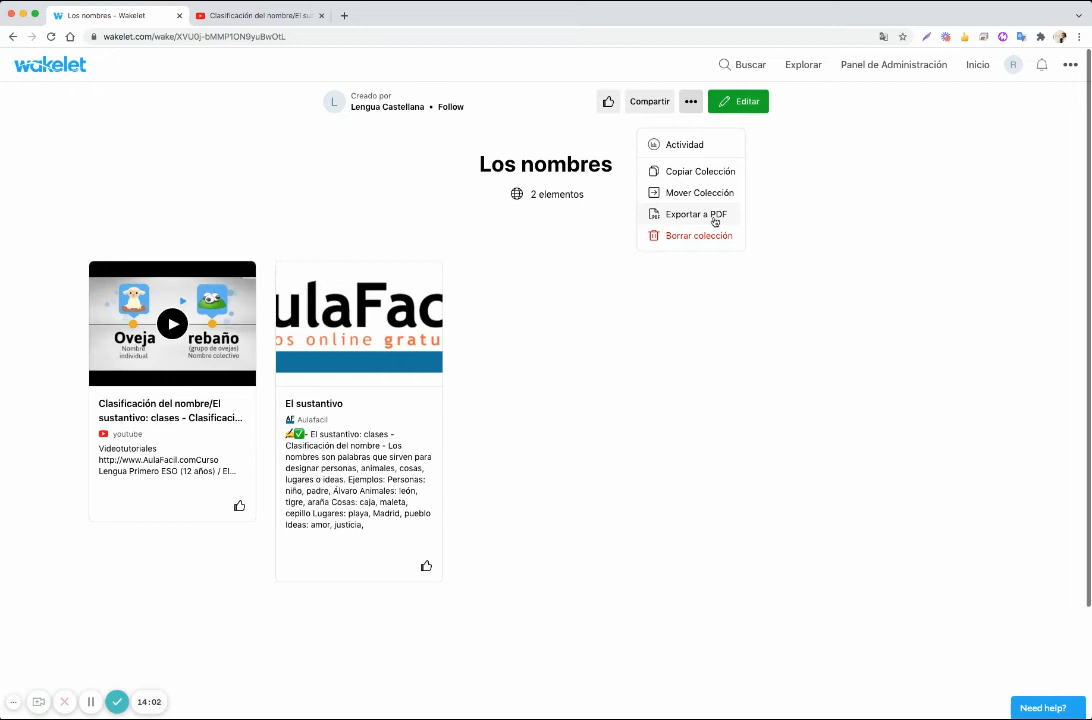 Los nombres - Wakelet
Clasificación del nombre/El sus
wakelet.com/wake/XVU0j-bMMP1ON9yuBwOtL
wakelet
Buscar
Explorar
Panel de Administración
Inicio
R
L
Creado por
Lengua Castellana • Follow
Compartir
Editar
Actividad
Copiar Colección
Mover Colección
PDF
Exportar a PDF
Borrar colección
Los nombres
2 elementos
Oveja
Nombre
individual
rebaño
(grupo de ovejas)
Nombre colectivo
ulaFac
os online gratu
Clasificación del nombre/El
sustantivo: clases - Clasificaci...
youtube
Videotutoriales
http://www.AulaFacil.comCurso
Lengua Primero ESO (12 años) / El...
El sustantivo
AF Aulafacil
✍✅- El sustantivo: clases -
Clasificación del nombre - Los
nombres son palabras que sirven para
designar personas, animales, cosas,
lugares o ideas. Ejemplos: Personas:
niño, padre, Álvaro Animales: león,
tigre, araña Cosas: caja, maleta,
cepillo Lugares: playa, Madrid, pueblo
Ideas: amor, justicia,
14:02
Need help?